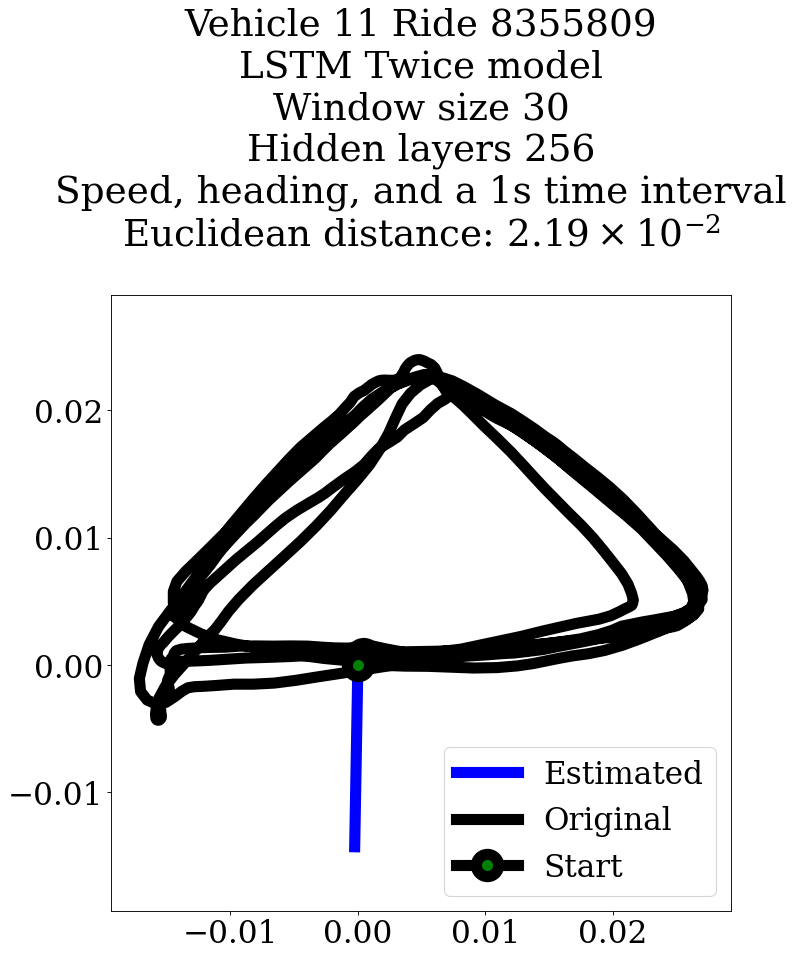 Vehicle 11 Ride 8355809
LSTM Twice model
Window size 30
Hidden layers 256
Speed, heading, and a 1s time interval
Euclidean distance: 2.19 × 10⁻²
0.02
0.01
0.00
−0.01
Estimated
Original
Start
−0.01 0.00 0.01 0.02